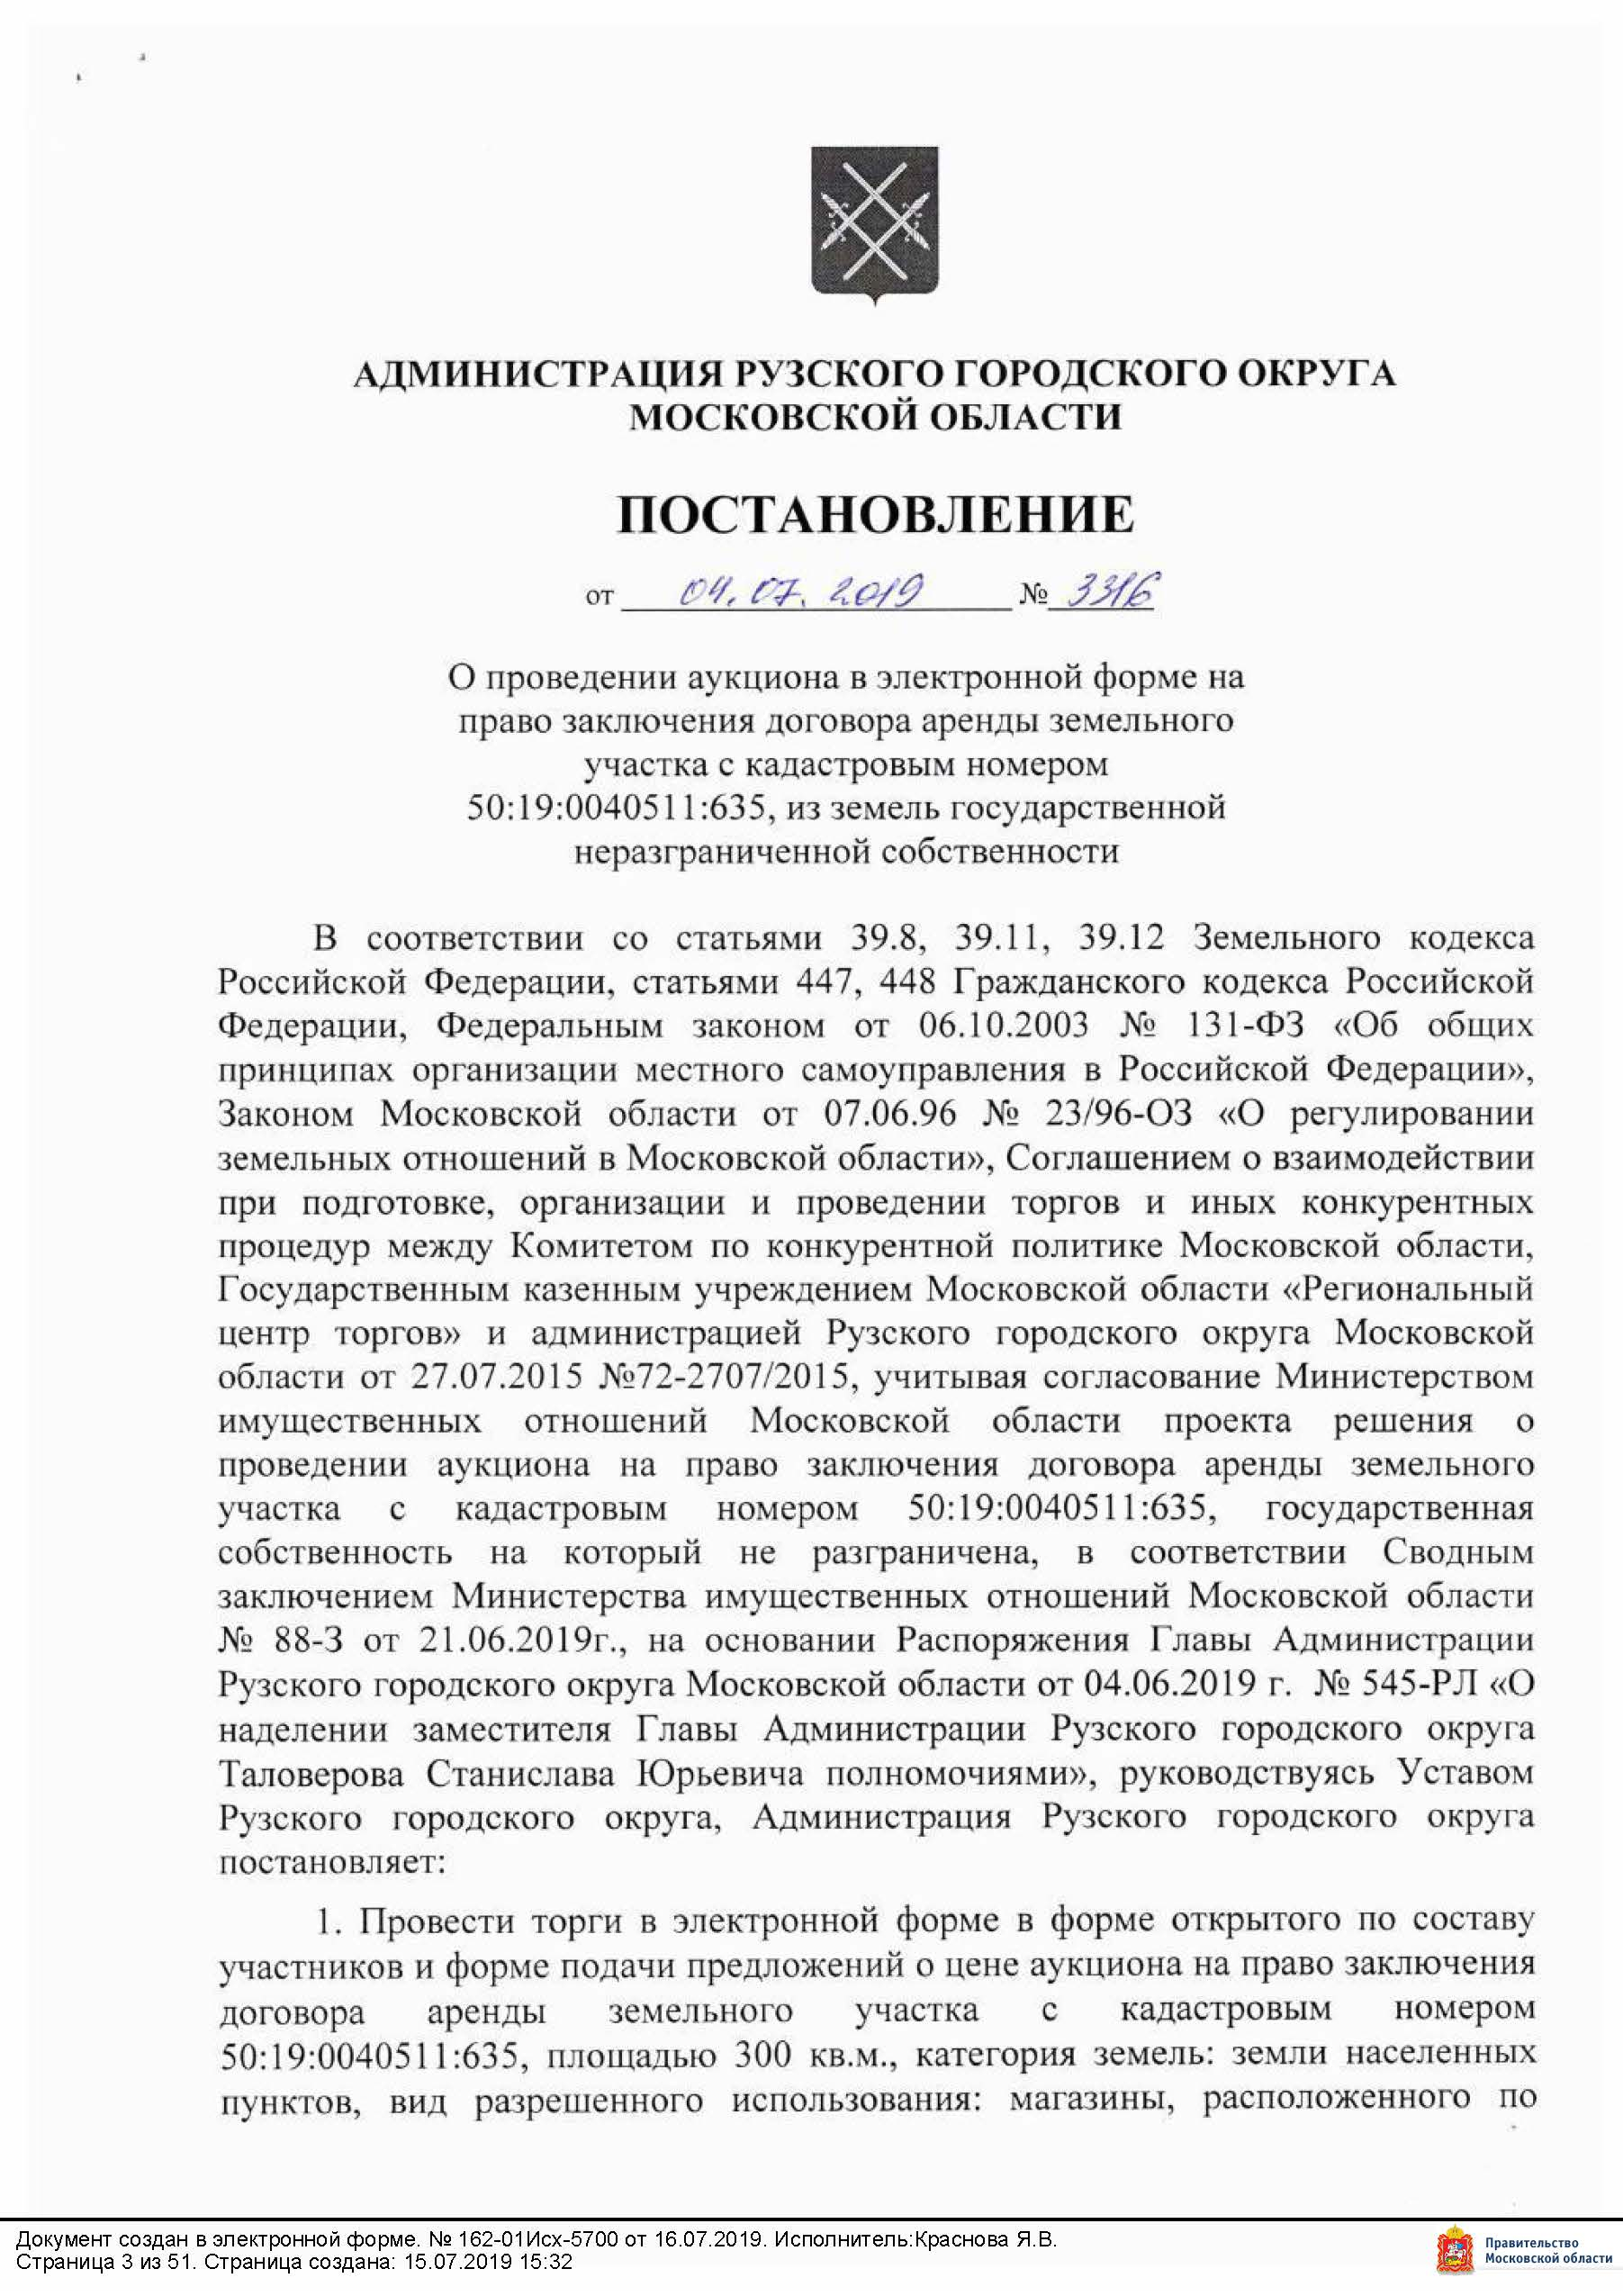 АДМИНИСТРАЦИЯ РУЗСКОГО ГОРОДСКОГО ОКРУГА
МОСКОВСКОЙ ОБЛАСТИ
ПОСТАНОВЛЕНИЕ
от 04.07.2019 № 3316
О проведении аукциона в электронной форме на
право заключения договора аренды земельного
участка с кадастровым номером
50:19:0040511:635, из земель государственной
неразграниченной собственности
В соответствии со статьями 39.8, 39.11, 39.12 Земельного кодекса
Российской Федерации, статьями 447, 448 Гражданского кодекса Российской
Федерации, Федеральным законом от 06.10.2003 № 131-ФЗ «Об общих
принципах организации местного самоуправления в Российской Федерации»,
Законом Московской области от 07.06.96 № 23/96-ОЗ «О регулировании
земельных отношений в Московской области», Соглашением о взаимодействии
при подготовке, организации и проведении торгов и иных конкурентных
процедур между Комитетом по конкурентной политике Московской области,
Государственным казенным учреждением Московской области «Региональный
центр торгов» и администрацией Рузского городского округа Московской
области от 27.07.2015 №72-2707/2015, учитывая согласование Министерством
имущественных отношений Московской области проекта решения о
проведении аукциона на право заключения договора аренды земельного
участка с кадастровым номером 50:19:0040511:635, государственная
собственность на который не разграничена, в соответствии Сводным
заключением Министерства имущественных отношений Московской области
№ 88-З от 21.06.2019г., на основании Распоряжения Главы Администрации
Рузского городского округа Московской области от 04.06.2019 г. № 545-РЛ «О
наделении заместителя Главы Администрации Рузского городского округа
Таловерова Станислава Юрьевича полномочиями», руководствуясь Уставом
Рузского городского округа, Администрация Рузского городского округа
постановляет:
1. Провести торги в электронной форме в форме открытого по составу
участников и форме подачи предложений о цене аукциона на право заключения
договора аренды земельного участка с кадастровым номером
50:19:0040511:635, площадью 300 кв.м., категория земель: земли населенных
пунктов, вид разрешенного использования: магазины, расположенного по
Документ создан в электронной форме. № 162-01Исх-5700 от 16.07.2019. Исполнитель:Краснова Я.В.
Страница 3 из 51. Страница создана: 15.07.2019 15:32
Правительство
Московской области